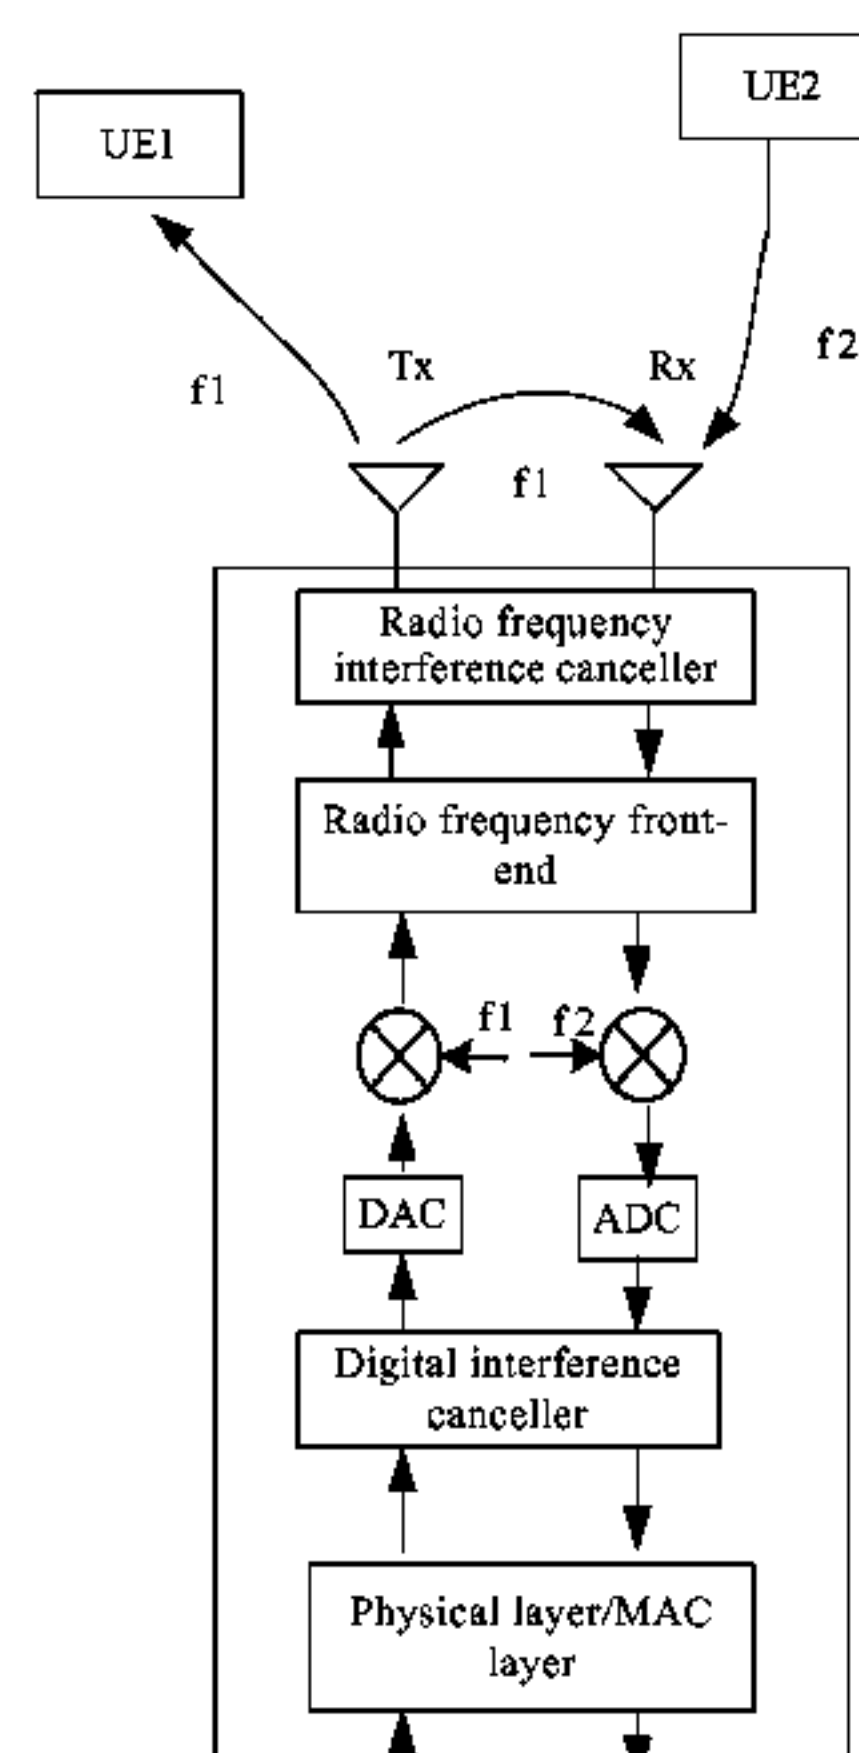 UE2
UE1
f2
Tx
Rx
f1
f1
Radio frequency
interference canceller
Radio frequency front-
end
f1
f2
DAC
ADC
Digital interference
canceller
Physical layer/MAC
layer